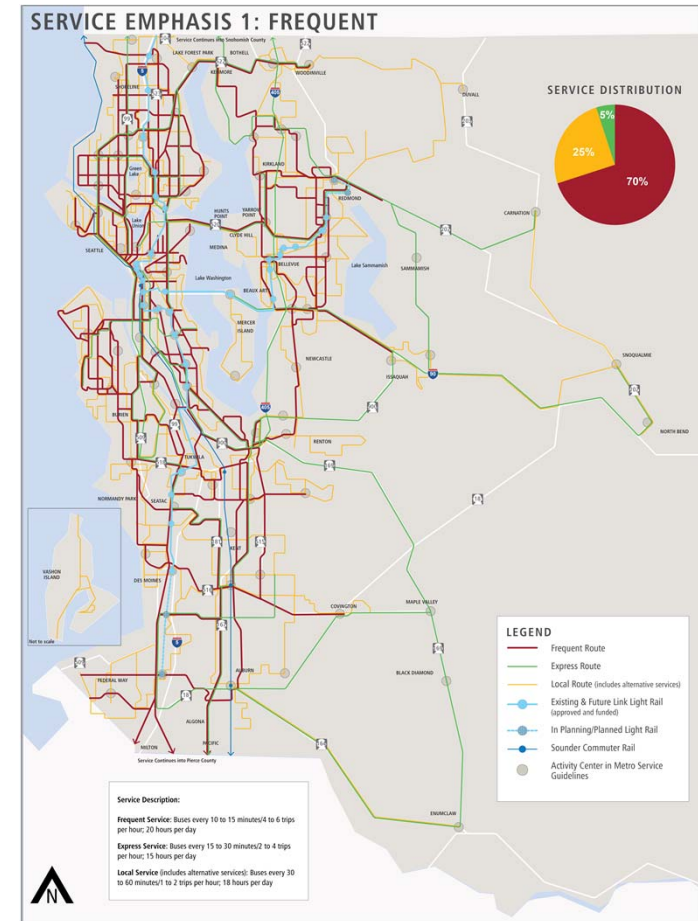 SERVICE EMPHASIS 1: FREQUENT
Service Continues into Snohomish County
LAKE FOREST PARK
BOTHELL
KENMORE
WOODINVILLE
SHORELINE
5
405
DUVALL
SERVICE DISTRIBUTION
5%
25%
70%
Green
Lake
KIRKLAND
REDMOND
Lake
Union
HUNTS
POINT
YARROW
POINT
CLYDE HILL
MEDINA
CARNATION
SEATTLE
BELLEVUE
Lake Washington
Lake Sammamish
SAMMAMISH
BEAUX ARTS
MERCER
ISLAND
NEWCASTLE
ISSAQUAH
90
SNOQUALMIE
NORTH BEND
405
BURIEN
RENTON
TUKWILA
NORMANDY PARK
SEATAC
18
KENT
VASHON
ISLAND
Not to scale
DES MOINES
COVINGTON
MAPLE VALLEY
5
FEDERAL WAY
AUBURN
BLACK DIAMOND
18
ALGONA
MILTON
PACIFIC
Service Continues into Pierce County
ENUMCLAW
LEGEND
Frequent Route
Express Route
Local Route (includes alternative services)
Existing & Future Link Light Rail
(approved and funded)
In Planning/Planned Light Rail
Sounder Commuter Rail
Activity Center in Metro Service
Guidelines
Service Description:
Frequent Service: Buses every 10 to 15 minutes/4 to 6 trips
per hour; 20 hours per day
Express Service: Buses every 15 to 30 minutes/2 to 4 trips
per hour; 15 hours per day
Local Service (includes alternative services): Buses every 30
to 60 minutes/1 to 2 trips per hour; 18 hours per day
N